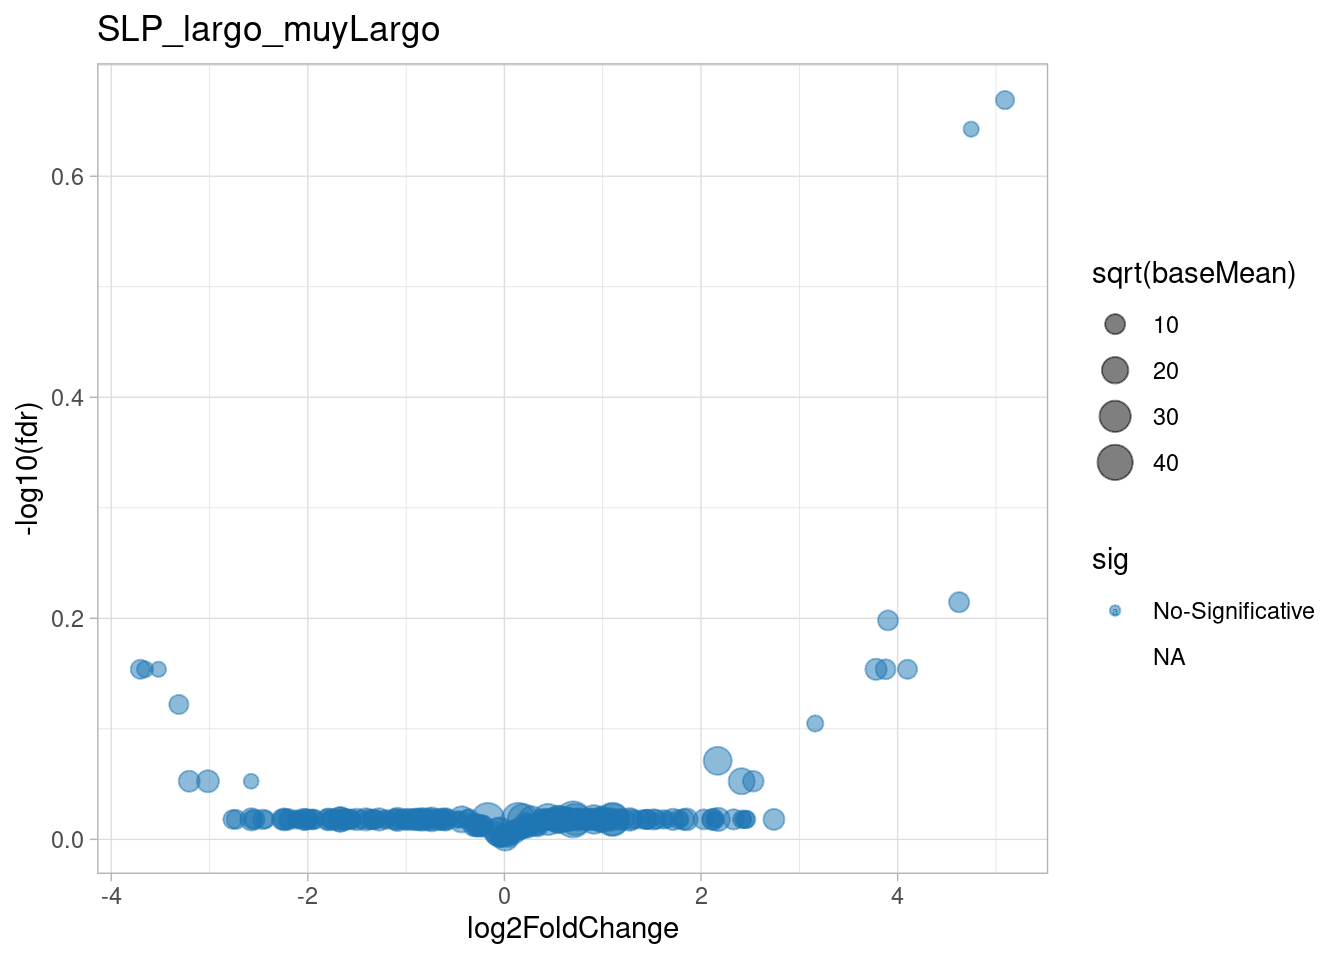 SLP_largo_muyLargo
-log10(fdr)
0.6
0.4
0.2
0.0
-4
-2
0
2
4
log2FoldChange
sqrt(baseMean)
10
20
30
40
sig
a No-Significative
NA